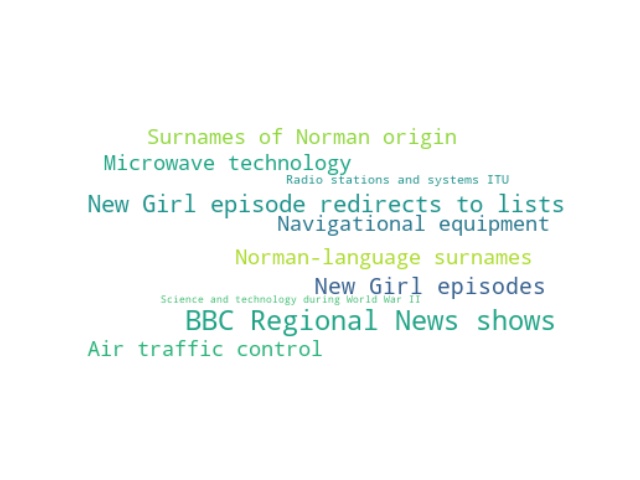 Surnames of Norman origin
Microwave technology
Radio stations and systems ITU
New Girl episode redirects to lists
Navigational equipment
Norman-language surnames
New Girl episodes
Science and technology during World War II
BBC Regional News shows
Air traffic control